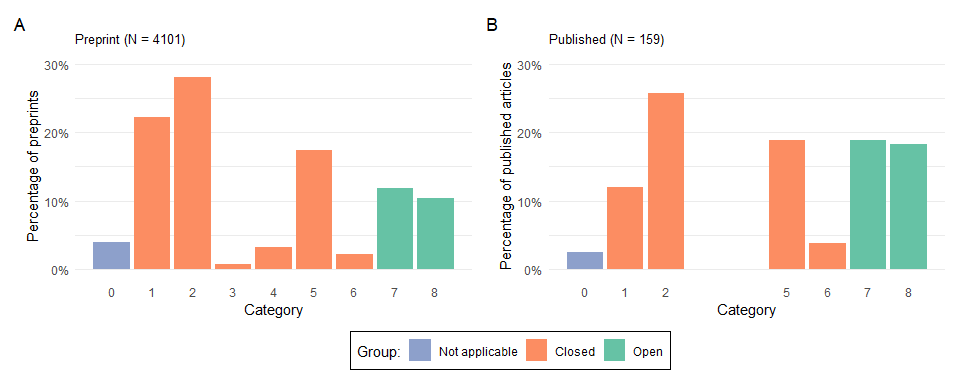 A
Preprint (N = 4101)
Percentage of preprints
30%
20%
10%
0%
0 1 2 3 4 5 6 7 8
Category
B
Published (N = 159)
Percentage of published articles
30%
20%
10%
0%
0 1 2 5 6 7 8
Category
Group: Not applicable Closed Open